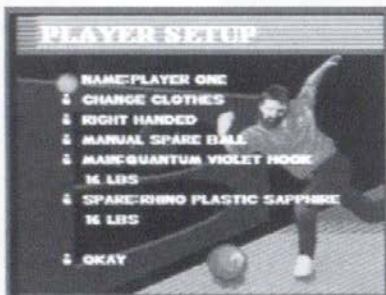 PLAYER SETUP
NAME:PLAYER ONE
CHANGE CLOTHES
RIGHT HANDED
MANUAL SPARE BALL
MAIN:QUANTUM VIOLET HOOK
16 LBS
SPARE:RHINO PLASTIC SAPPHIRE
16 LBS
OKAY